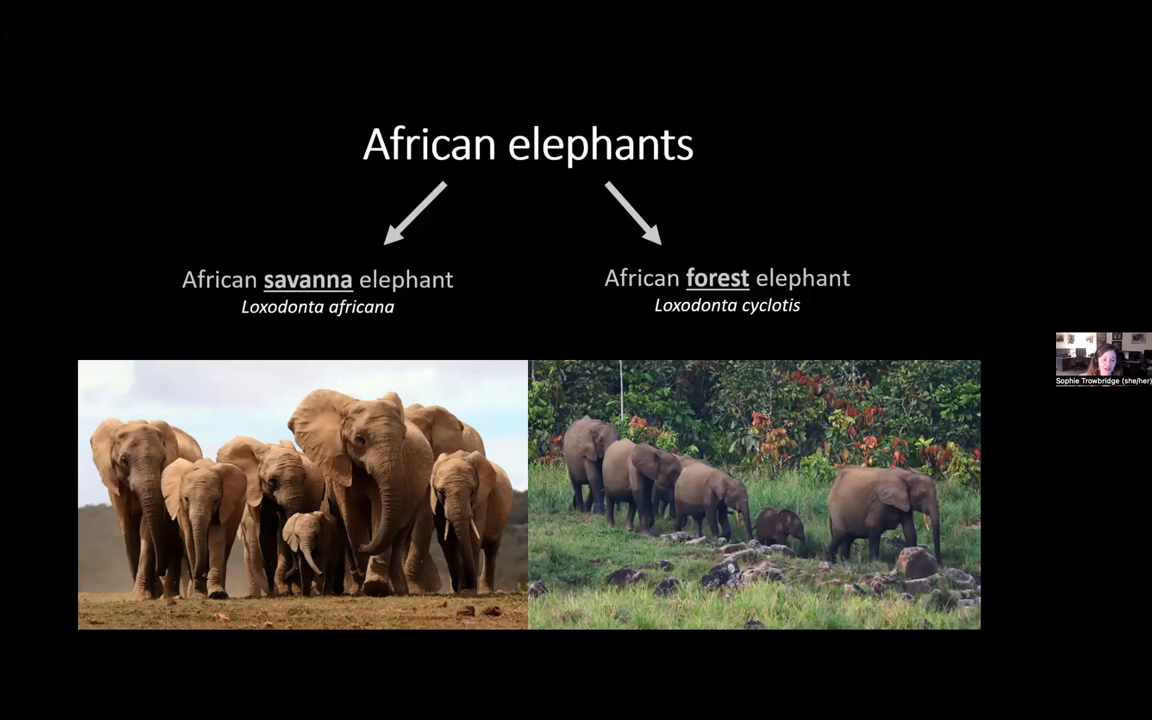 African elephants
African savanna elephant
Loxodonta africana
African forest elephant
Loxodonta cyclotis
Sophie Trowbridge (she/her)